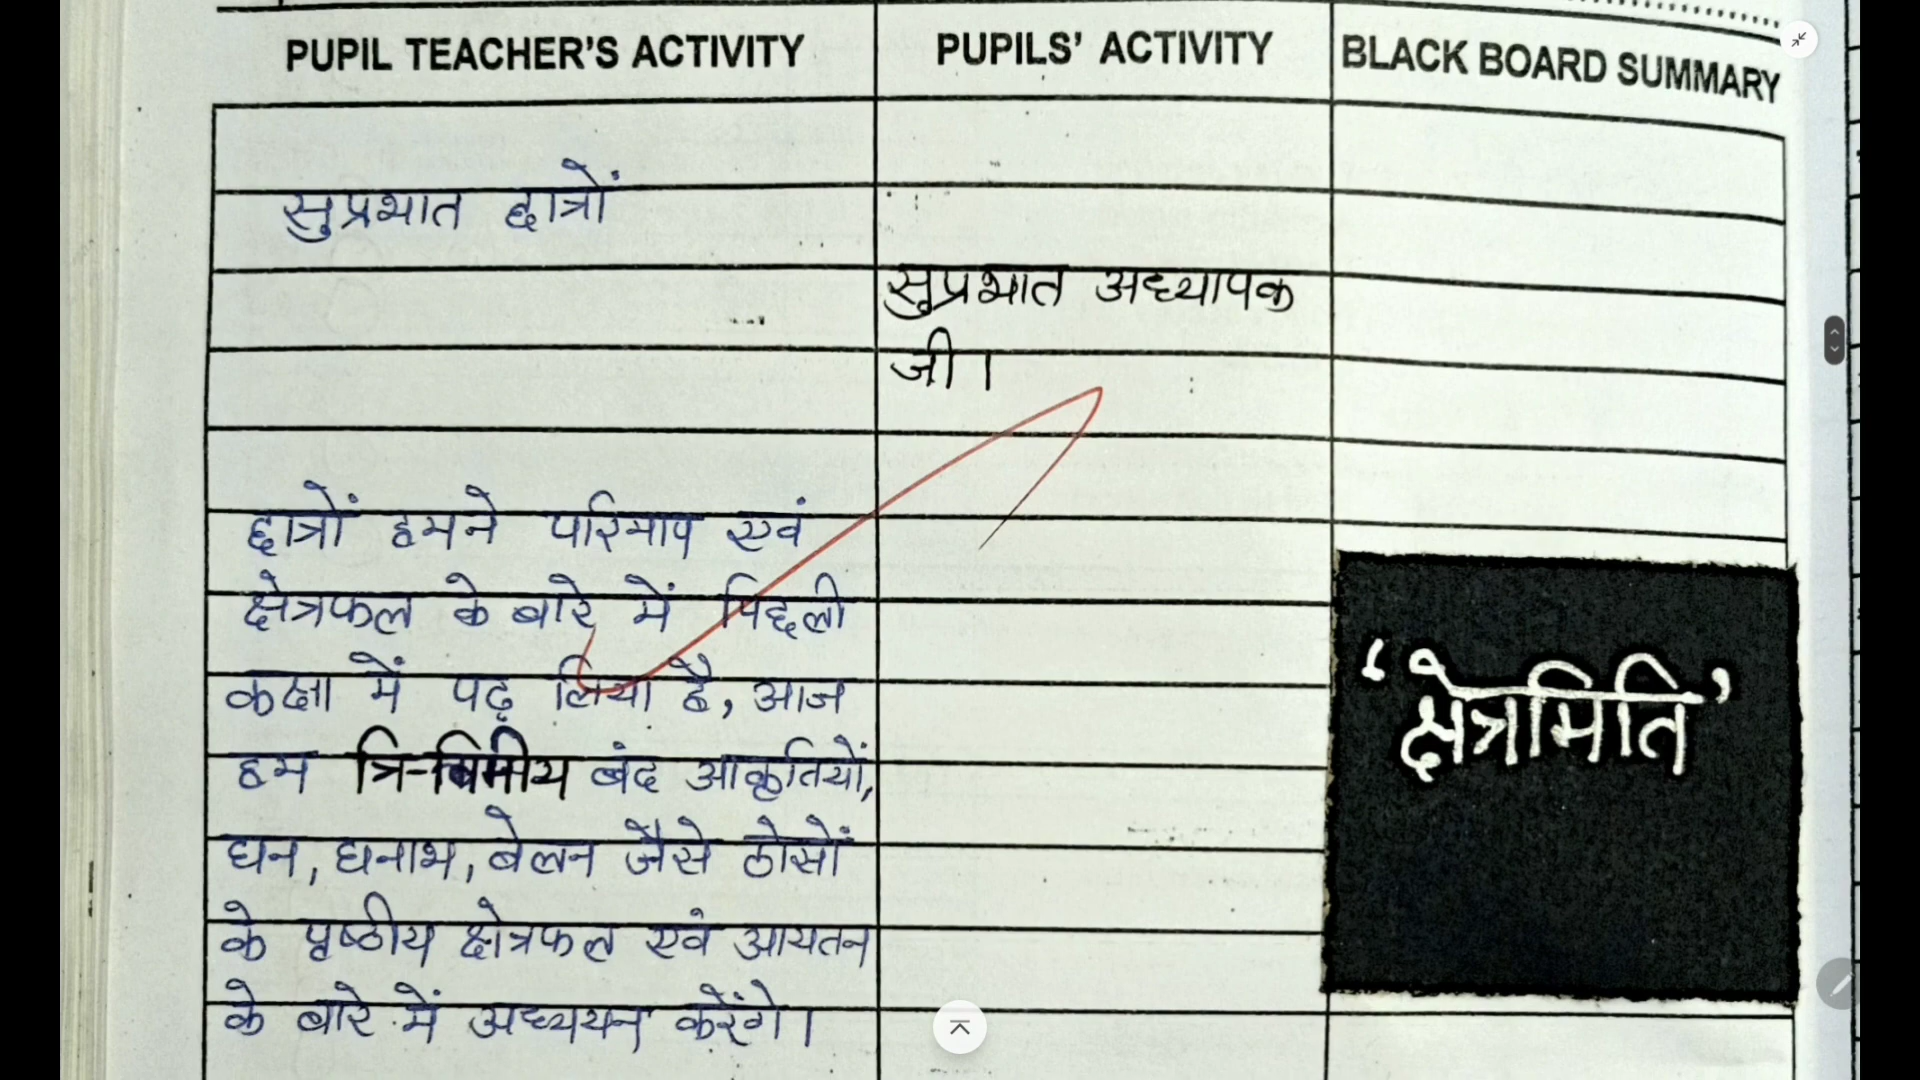 PUPIL TEACHER'S ACTIVITY PUPILS' ACTIVITY BLACK BOARD SUMMARY
सुप्रभात छात्रों
सुप्रभात अध्यापक
जी।
छात्रों हमने परिमाप एवं
क्षेत्रफल के बारे में पिछली
कक्षा में पढ़ लिया है, आज
हम त्रि-विमीय बंद आकृतियों,
घन, घनाभ, बेलन जैसे ठोसों
के पृष्ठीय क्षेत्रफल एवं आयतन
के बारे में अध्ययन करेंगे।
'क्षेत्रमिति'